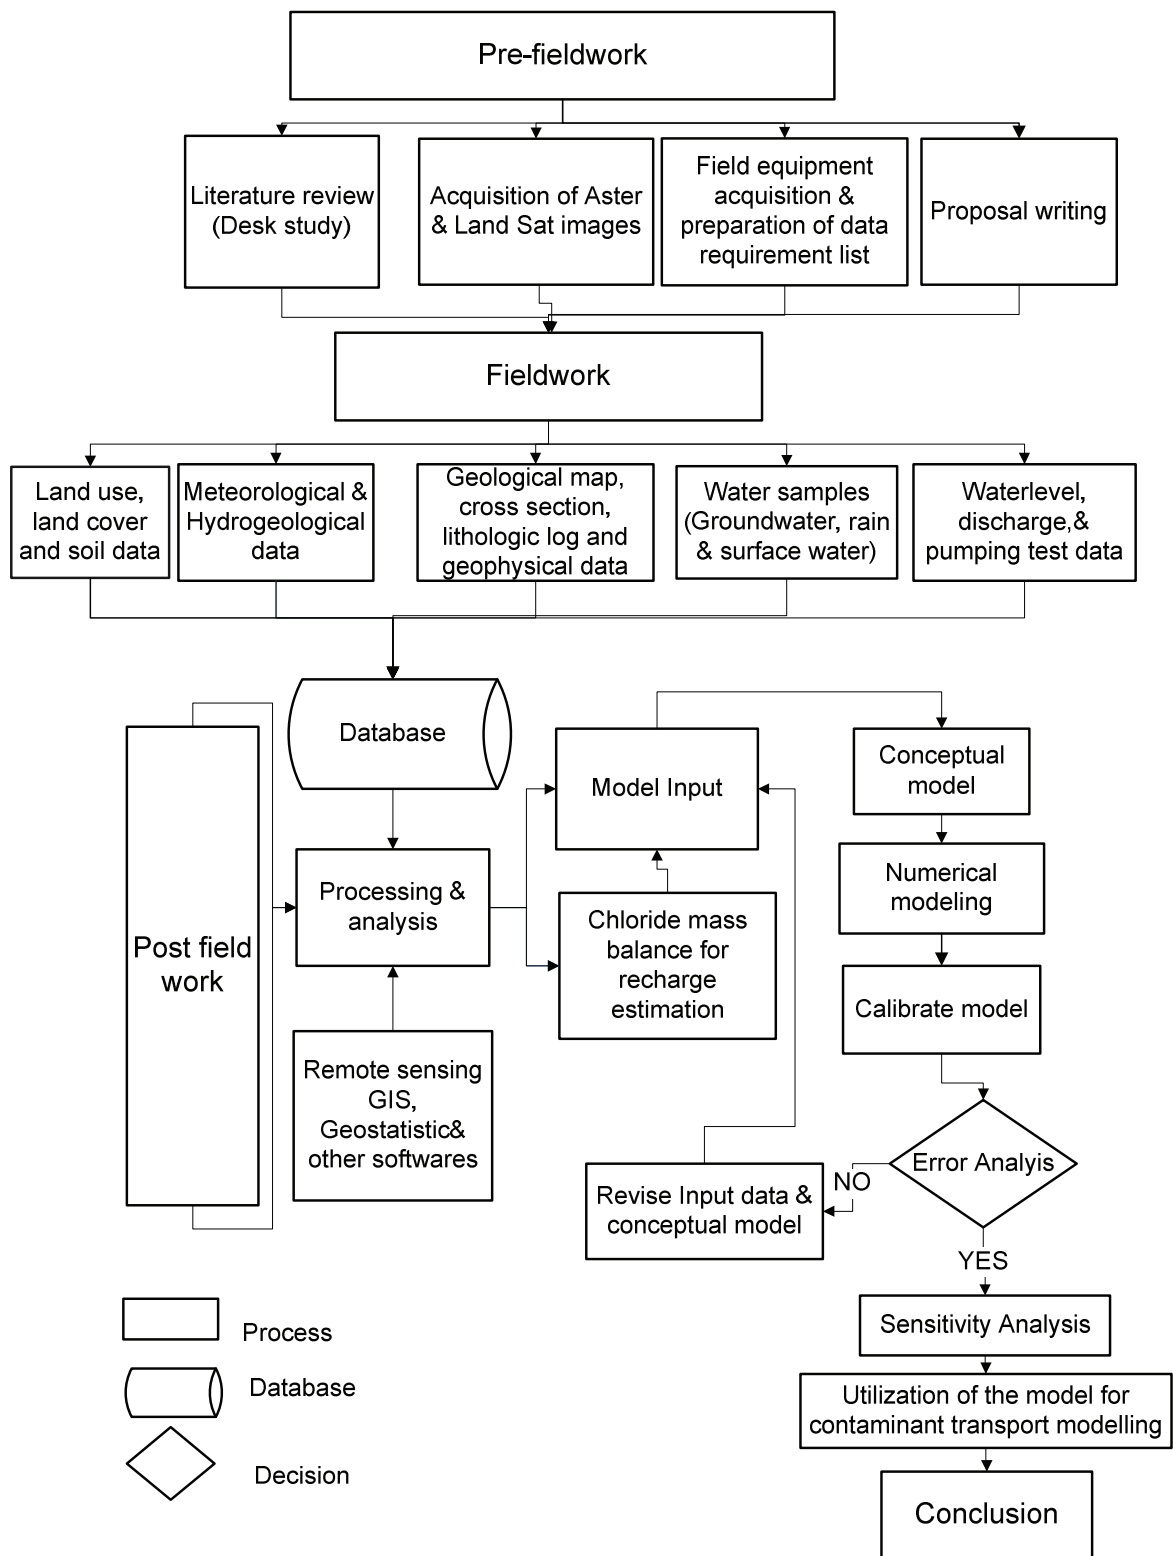 Pre-fieldwork
Literature review
(Desk study)
Acquisition of Aster
& Land Sat images
Field equipment
acquisition &
preparation of data
requirement list
Proposal writing
Fieldwork
Land use,
land cover
and soil data
Meteorological &
Hydrogeological
data
Geological map,
cross section,
lithologic log and
geophysical data
Water samples
(Groundwater, rain
& surface water)
Waterlevel,
discharge,&
pumping test data
Database
Post field
work
Processing &
analysis
Remote sensing
GIS,
Geostatistic&
other softwares
Model Input
Chloride mass
balance for
recharge
estimation
Conceptual
model
Numerical
modeling
Calibrate model
Error Analyis
NO
Revise Input data &
conceptual model
YES
Sensitivity Analysis
Utilization of the model for
contaminant transport modelling
Conclusion
Process
Database
Decision